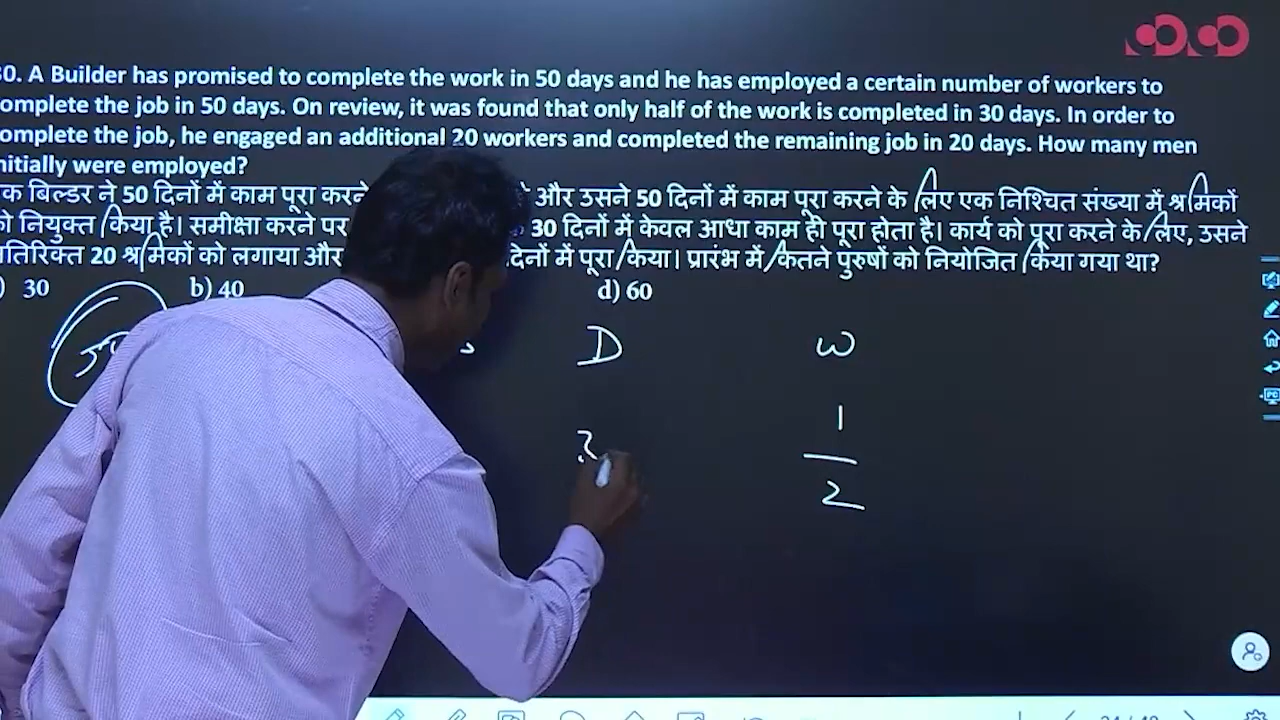 0. A Builder has promised to complete the work in 50 days and he has employed a certain number of workers to
omplete the job in 50 days. On review, it was found that only half of the work is completed in 30 days. In order to
omplete the job, he engaged an additional 20 workers and completed the remaining job in 20 days. How many men
nitially were employed?
क बिल्डर ने 50 दिनों में काम पूरा करने और उसने 50 दिनों में काम पूरा करने के लिए एक निश्चित संख्या में श्रमिकों
को नियुक्त किया है। समीक्षा करने पर 30 दिनों में केवल आधा काम ही पूरा होता है। कार्य को पूरा करने के लिए, उसने
तिरिक्त 20 श्रमिकों को लगाया और दिनों में पूरा किया। प्रारंभ में कितने पुरुषों को नियोजित किया गया था?
) 30 b) 40 d) 60
D W
1
2